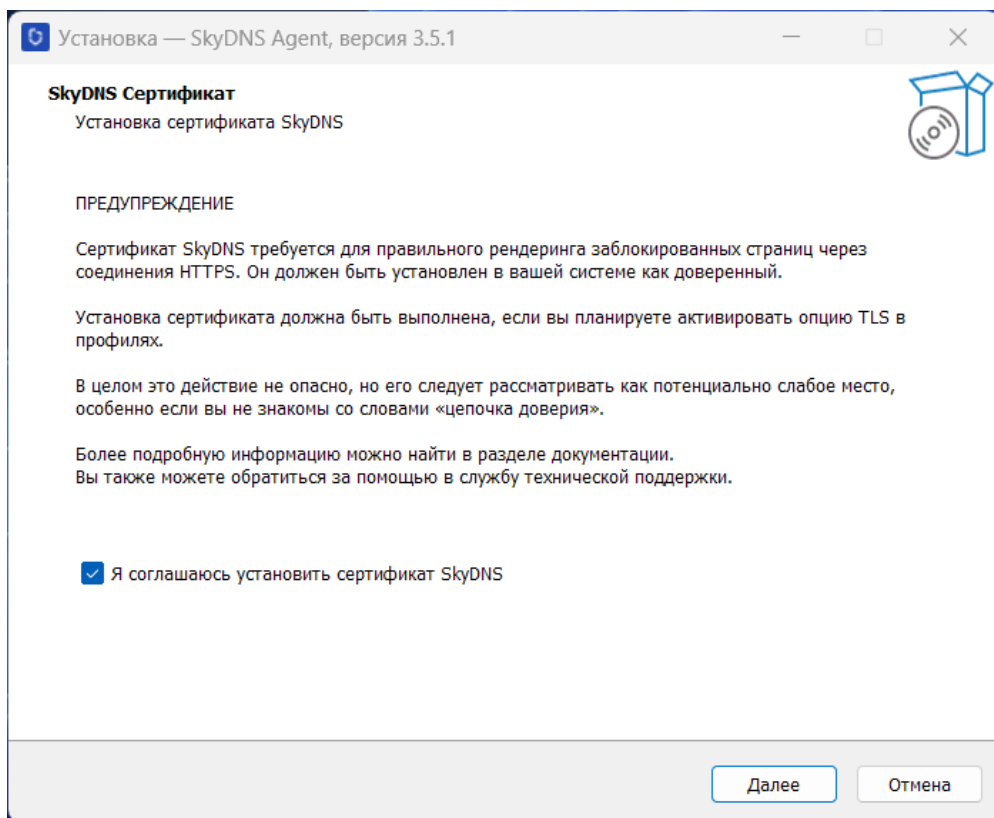 Установка — SkyDNS Agent, версия 3.5.1
SkyDNS Сертификат
Установка сертификата SkyDNS
ПРЕДУПРЕЖДЕНИЕ
Сертификат SkyDNS требуется для правильного рендеринга заблокированных страниц через
соединения HTTPS. Он должен быть установлен в вашей системе как доверенный.
Установка сертификата должна быть выполнена, если вы планируете активировать опцию TLS в
профилях.
В целом это действие не опасно, но его следует рассматривать как потенциально слабое место,
особенно если вы не знакомы со словами «цепочка доверия».
Более подробную информацию можно найти в разделе документации.
Вы также можете обратиться за помощью в службу технической поддержки.
Я соглашаюсь установить сертификат SkyDNS
Далее
Отмена